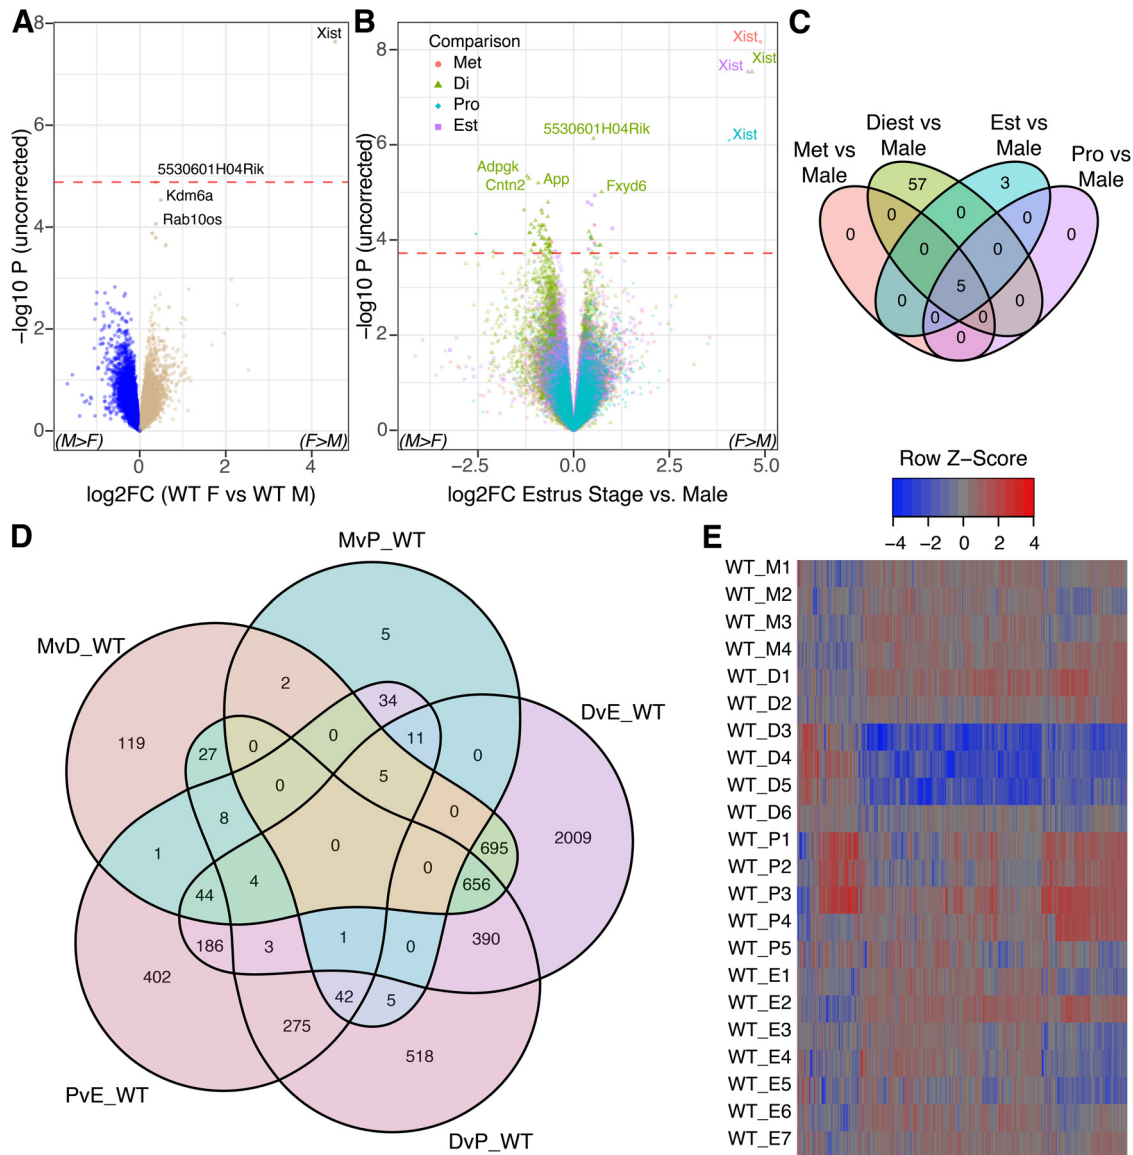 A
8
6
4
2
0
−log10 P (uncorrected)
Xist
5530601H04Rik
Kdm6a
Rab10os
(M>F)
(F>M)
0
2
4
log2FC (WT F vs WT M)
B
8
6
4
2
0
−log10 P (uncorrected)
Comparison
Met
Di
Pro
Est
Xist
Xist
Xist
Xist
5530601H04Rik
Adpgk
Cntn2
App
Fxyd6
(M>F)
(F>M)
−2.5
0.0
2.5
5.0
log2FC Estrus Stage vs. Male
C
Met vs
Male
Diest vs
Male
Est vs
Male
Pro vs
Male
57
3
0
0
0
0
0
0
0
5
0
0
0
0
0
D
MvP_WT
MvD_WT
DvE_WT
PvE_WT
DvP_WT
5
2
34
119
27
0
0
11
0
0
5
8
0
695
2009
1
0
0
656
44
4
186
3
1
0
390
402
42
5
275
518
Row Z−Score
−4 −2 0 2 4
E
WT_M1
WT_M2
WT_M3
WT_M4
WT_D1
WT_D2
WT_D3
WT_D4
WT_D5
WT_D6
WT_P1
WT_P2
WT_P3
WT_P4
WT_P5
WT_E1
WT_E2
WT_E3
WT_E4
WT_E5
WT_E6
WT_E7